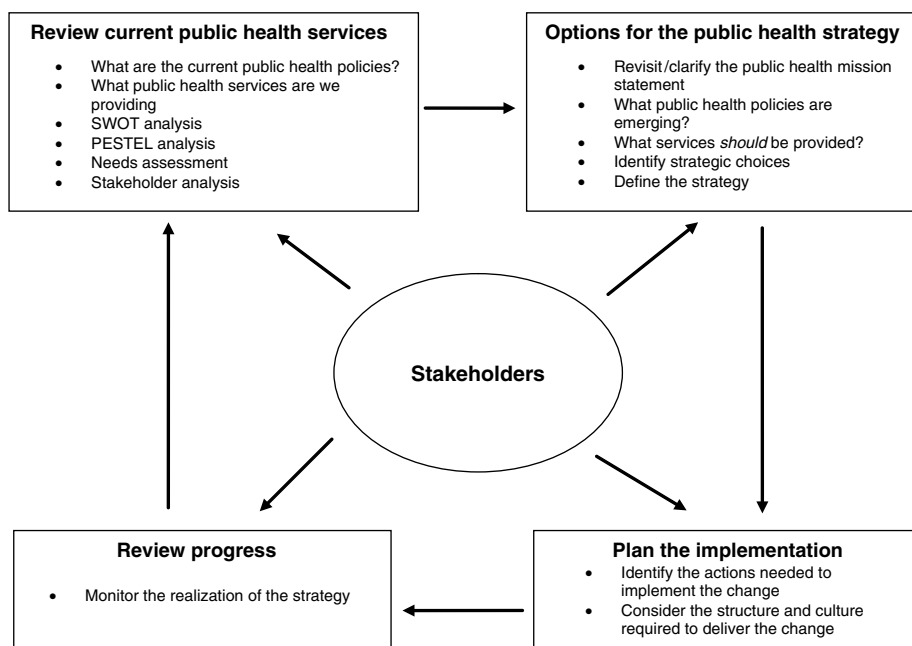 Review current public health services
• What are the current public health policies?
• What public health services are we
providing
• SWOT analysis
• PESTEL analysis
• Needs assessment
• Stakeholder analysis
Options for the public health strategy
• Revisit/clarify the public health mission
statement
• What public health policies are
emerging?
• What services should be provided?
• Identify strategic choices
• Define the strategy
Stakeholders
Review progress
• Monitor the realization of the strategy
Plan the implementation
• Identify the actions needed to
implement the change
• Consider the structure and culture
required to deliver the change